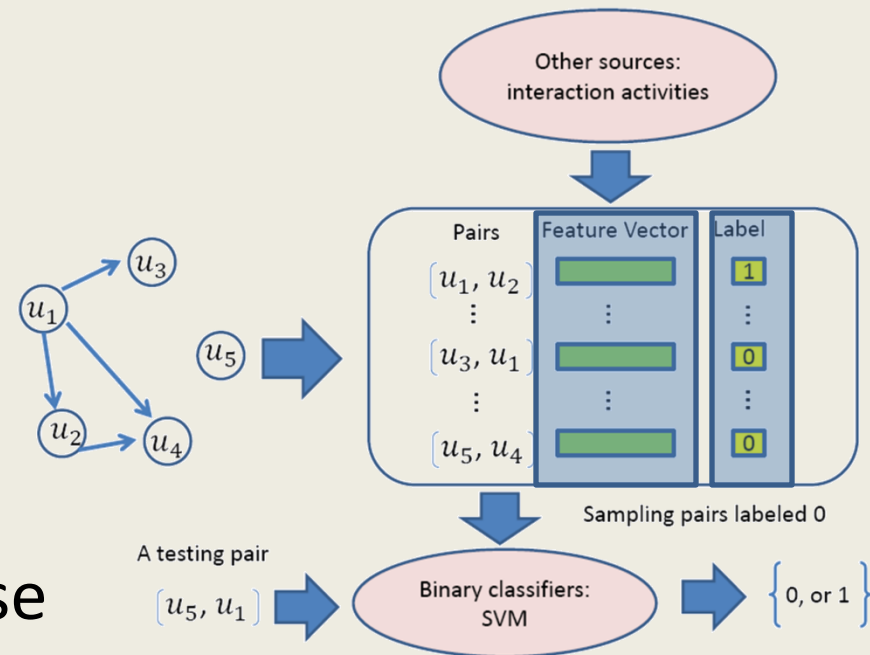 Other sources:
interaction activities
Pairs Feature Vector Label
[u₁, u₂] 1
⋮ ⋮ ⋮
[u₃, u₁] 0
⋮ ⋮ ⋮
[u₅, u₄] 0
u₃
u₁
u₅
u₂
u₄
Sampling pairs labeled 0
A testing pair
[u₅, u₁]
Binary classifiers:
SVM
{0, or 1}
se